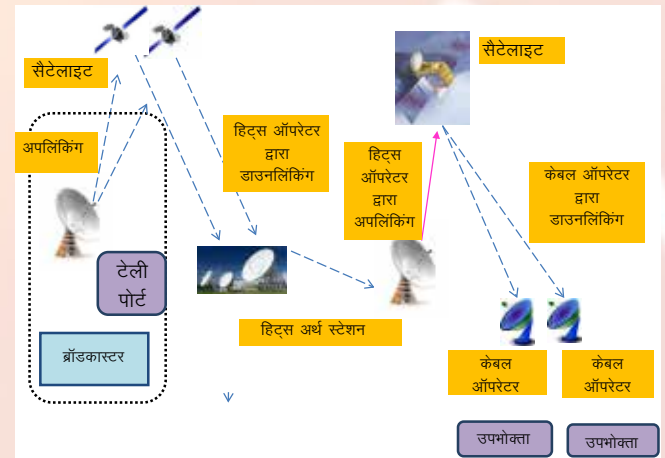 सैटेलाइट
अपलिंकिंग
टेली
पोर्ट
ब्रॉडकास्टर
हिट्स ऑपरेटर
द्वारा
डाउनलिंकिंग
हिट्स अर्थ स्टेशन
हिट्स
ऑपरेटर
द्वारा
अपलिंकिंग
सैटेलाइट
केबल ऑपरेटर
द्वारा
डाउनलिंकिंग
केबल
ऑपरेटर
केबल
ऑपरेटर
उपभोक्ता
उपभोक्ता